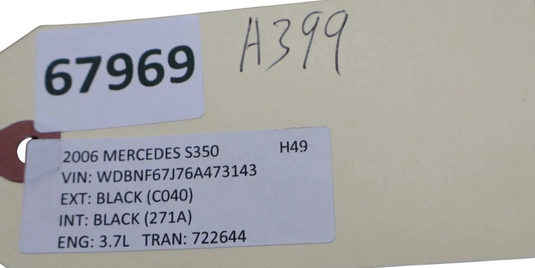 67969
A399
2006 MERCEDES S350 H49
VIN: WDBNF67J76A473143
EXT: BLACK (C040)
INT: BLACK (271A)
ENG: 3.7L TRAN: 722644